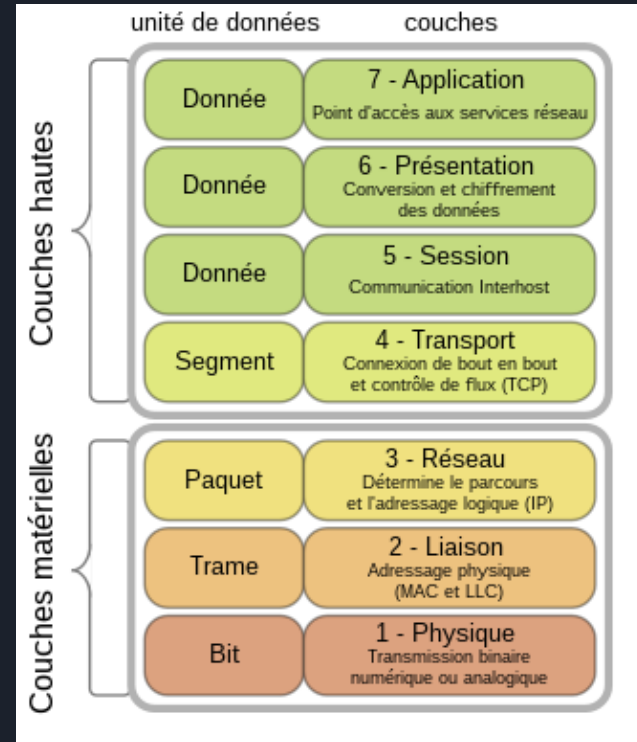 unité de données couches
Couches hautes
Donnée
7 - Application
Point d'accès aux services réseau
Donnée
6 - Présentation
Conversion et chiffrement
des données
Donnée
5 - Session
Communication Interhost
Segment
4 - Transport
Connexion de bout en bout
et contrôle de flux (TCP)
Couches matérielles
Paquet
3 - Réseau
Détermine le parcours
et l'adressage logique (IP)
Trame
2 - Liaison
Adressage physique
(MAC et LLC)
Bit
1 - Physique
Transmission binaire
numérique ou analogique